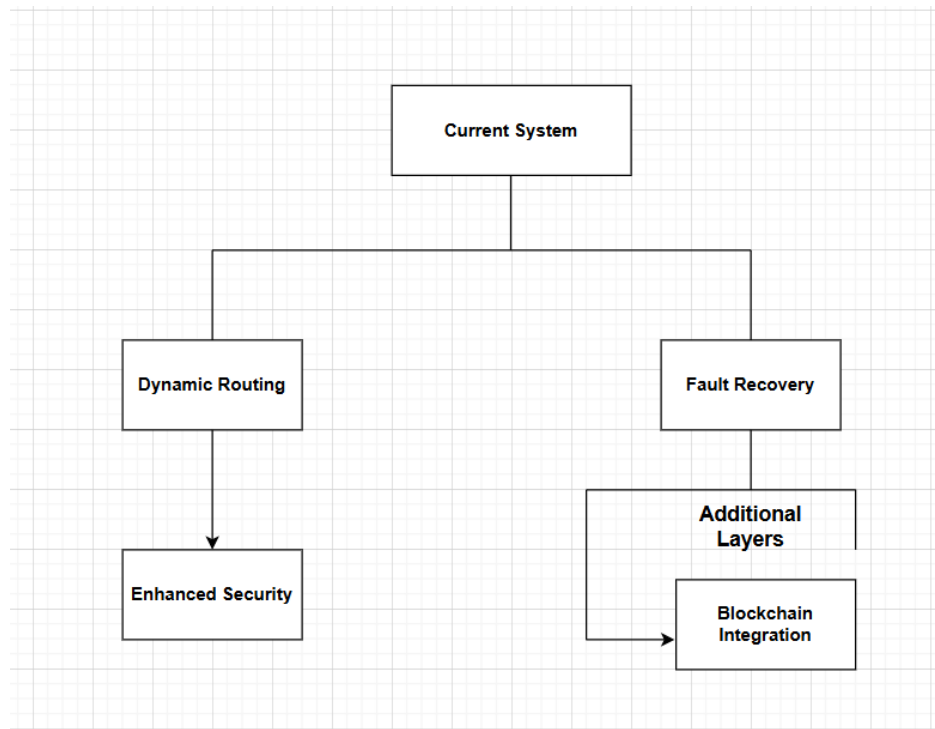 Current System
Dynamic Routing
Fault Recovery
Additional
Layers
Enhanced Security
Blockchain
Integration